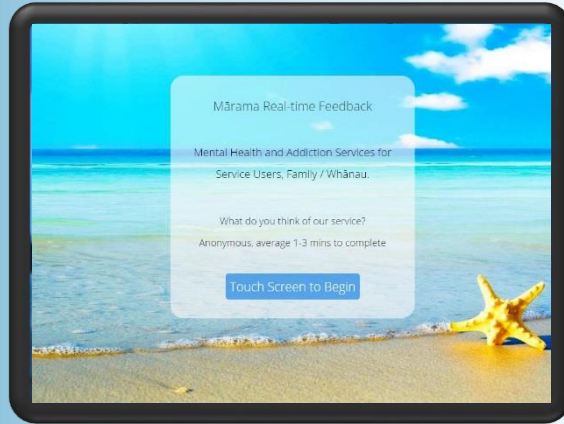 Mārama Real-time Feedback
Mental Health and Addiction Services for
Service Users, Family / Whānau.
What do you think of our service?
Anonymous, average 1-3 mins to complete
Touch Screen to Begin